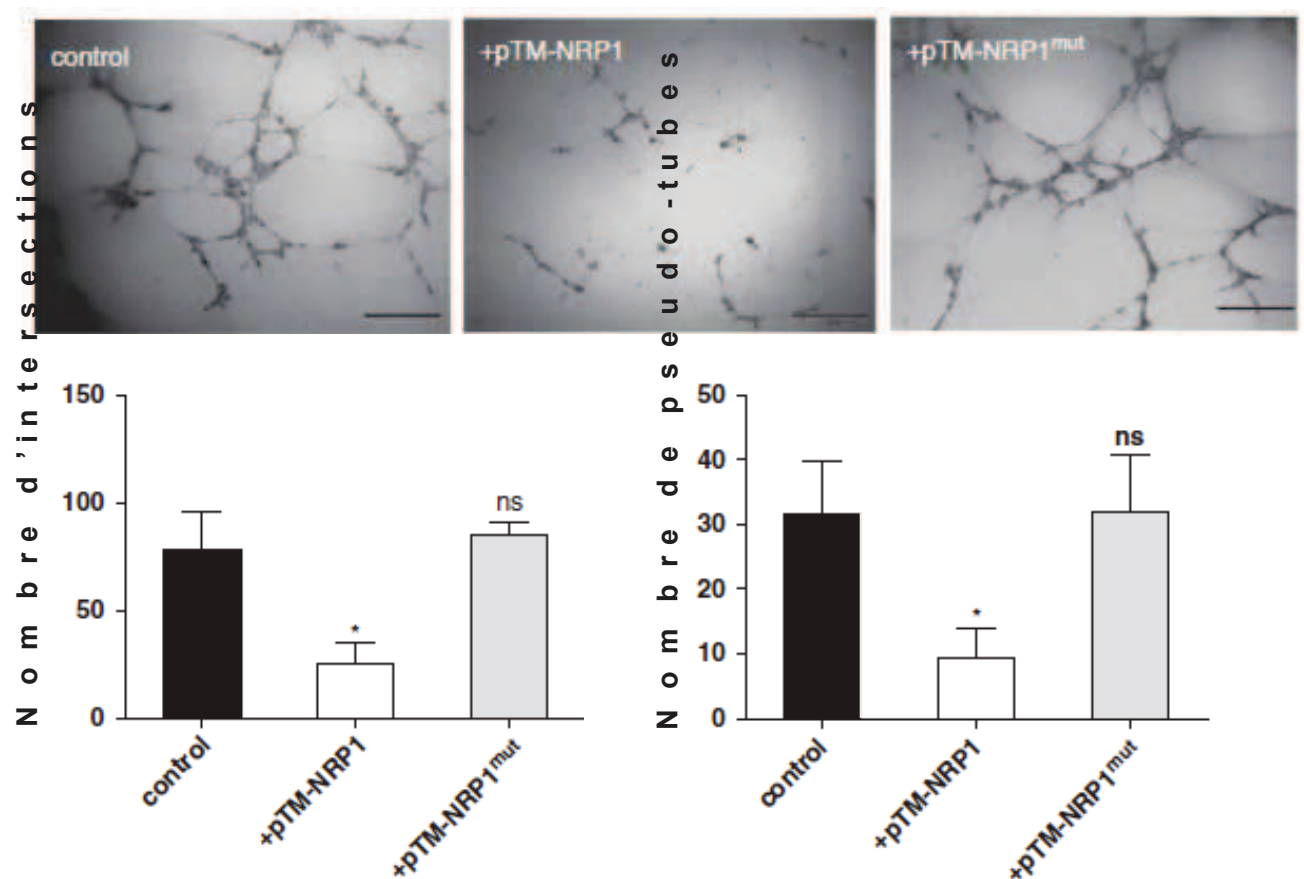 control
+pTM-NRP1
+pTM-NRP1mut
Nombre d'intersections
150
100
50
0
*
ns
control
+pTM-NRP1
+pTM-NRP1mut
Nombre de pseudo-tubes
50
40
30
20
10
0
*
ns
control
+pTM-NRP1
+pTM-NRP1mut